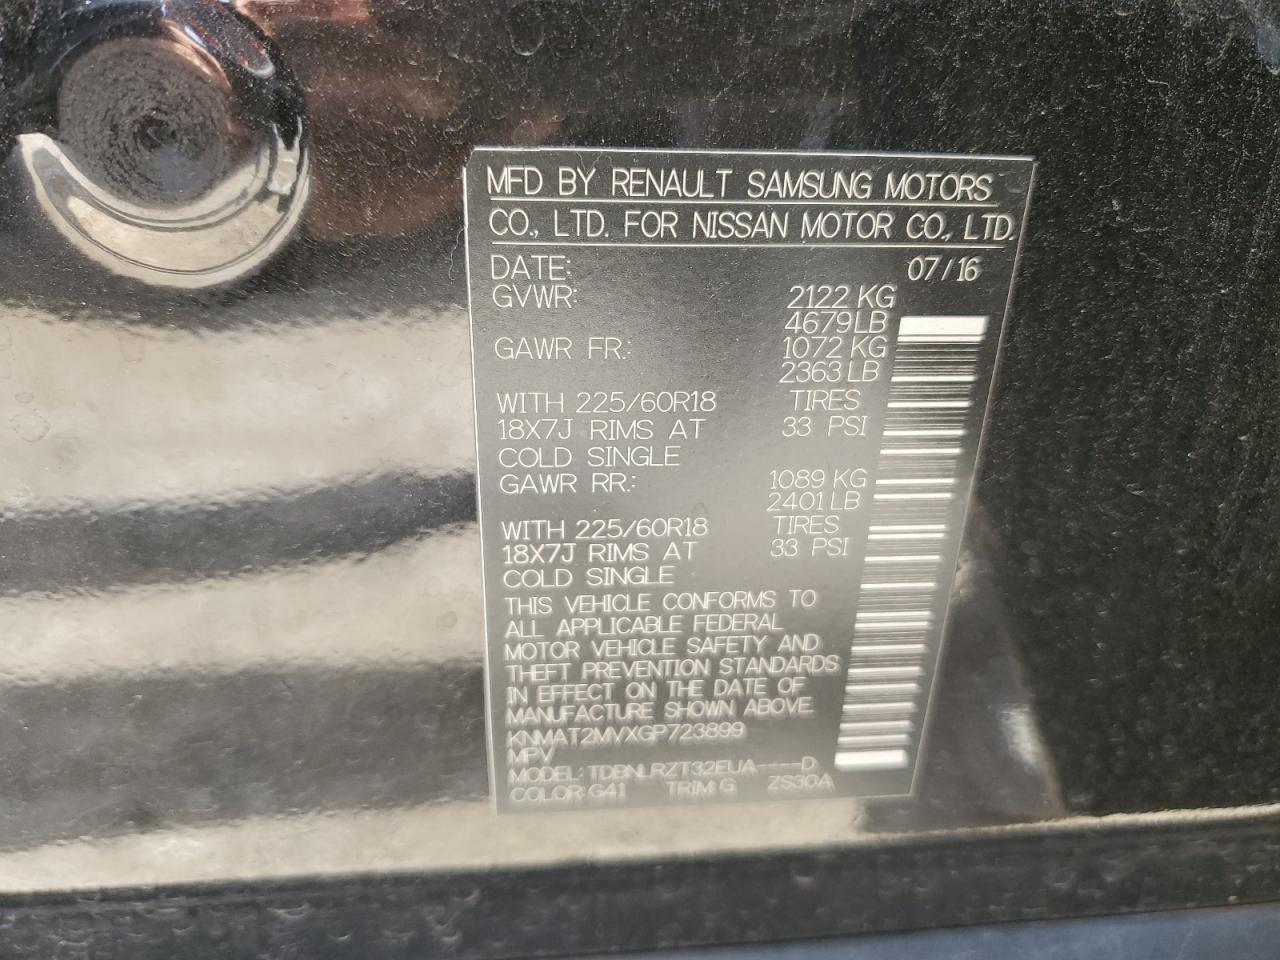 MFD BY RENAULT SAMSUNG MOTORS
CO., LTD. FOR NISSAN MOTOR CO., LTD.
DATE: 07/16
GVWR: 2122 KG
4679 LB
GAWR FR.: 1072 KG
2363 LB
WITH 225/60R18 TIRES
18X7J RIMS AT 33 PSI
COLD SINGLE
GAWR RR.: 1089 KG
2401 LB
WITH 225/60R18 TIRES
18X7J RIMS AT 33 PSI
COLD SINGLE
THIS VEHICLE CONFORMS TO
ALL APPLICABLE FEDERAL
MOTOR VEHICLE SAFETY AND
THEFT PREVENTION STANDARDS
IN EFFECT ON THE DATE OF
MANUFACTURE SHOWN ABOVE.
KNMAT2MVXGP723899
MPV
MODEL: TDBNLRZT32EUA----D
COLOR: G41 TRIM: G ZS30A